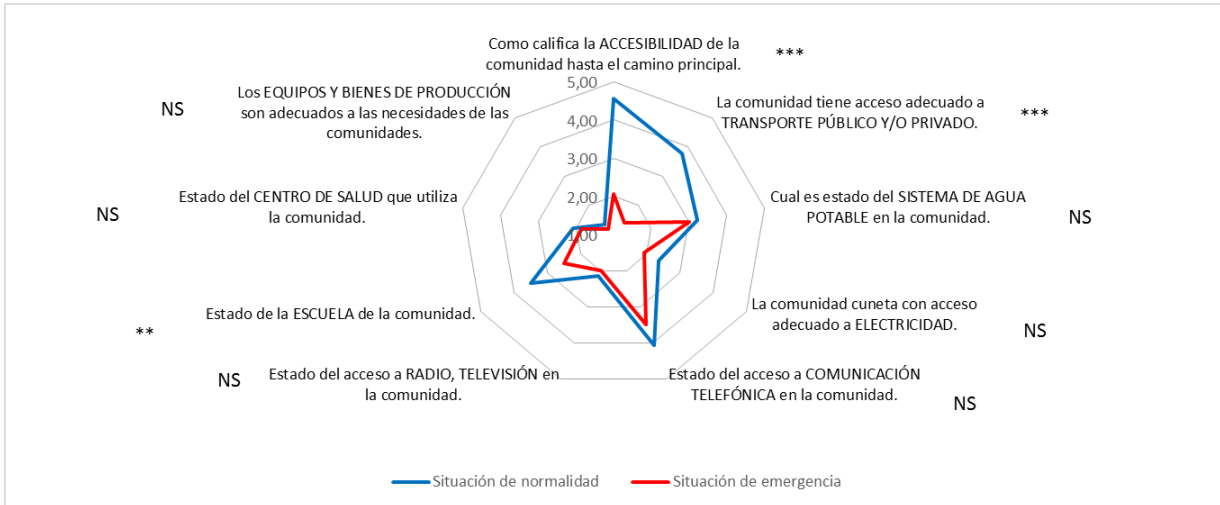 Como califica la ACCESIBILIDAD de la
comunidad hasta el camino principal.
***
5,00
4,00
3,00
2,00
1,00
La comunidad tiene acceso adecuado a
TRANSPORTE PÚBLICO Y/O PRIVADO.
***
Cual es estado del SISTEMA DE AGUA
POTABLE en la comunidad.
NS
La comunidad cuneta con acceso
adecuado a ELECTRICIDAD.
NS
Estado del acceso a COMUNICACIÓN
TELEFÓNICA en la comunidad.
NS
Estado del acceso a RADIO, TELEVISIÓN en
la comunidad.
NS
Estado de la ESCUELA de la comunidad.
**
Estado del CENTRO DE SALUD que utiliza
la comunidad.
NS
Los EQUIPOS Y BIENES DE PRODUCCIÓN
son adecuados a las necesidades de las
comunidades.
NS
Situación de normalidad
Situación de emergencia